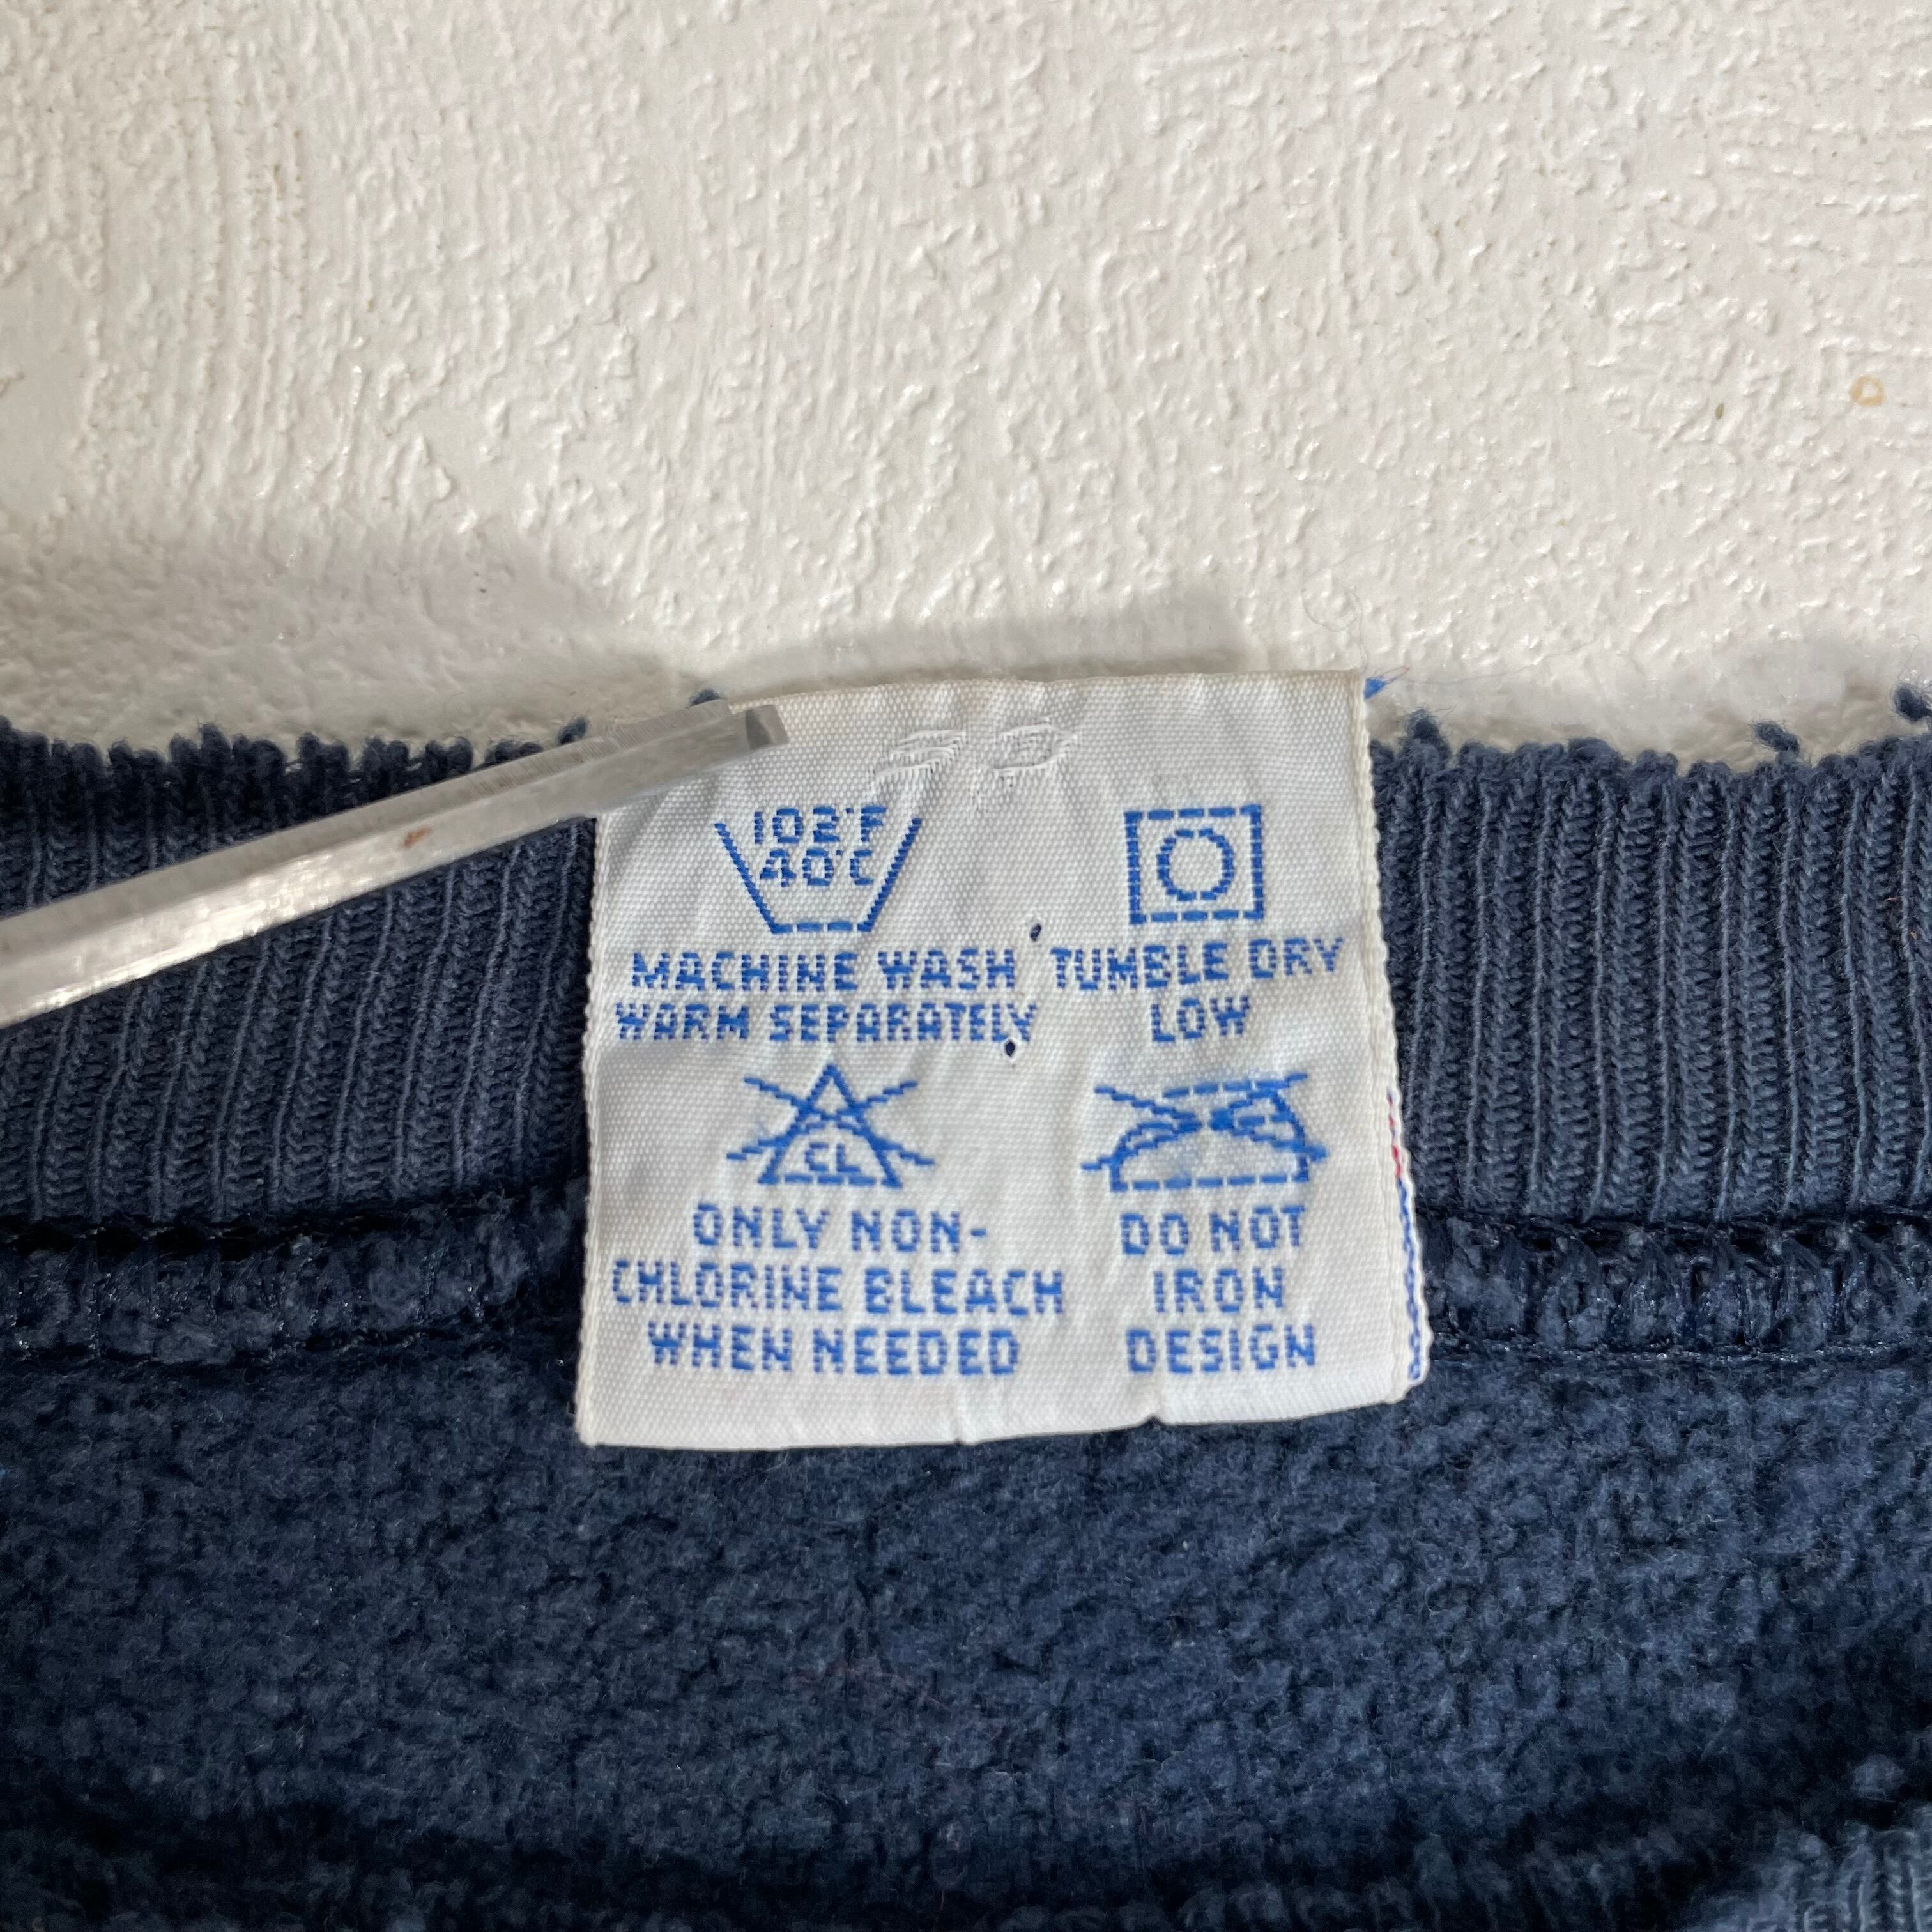 102°F
40°C
MACHINE WASH
WARM SEPARATELY
TUMBLE DRY
LOW
CL
ONLY NON-
CHLORINE BLEACH
WHEN NEEDED
DO NOT
IRON
DESIGN